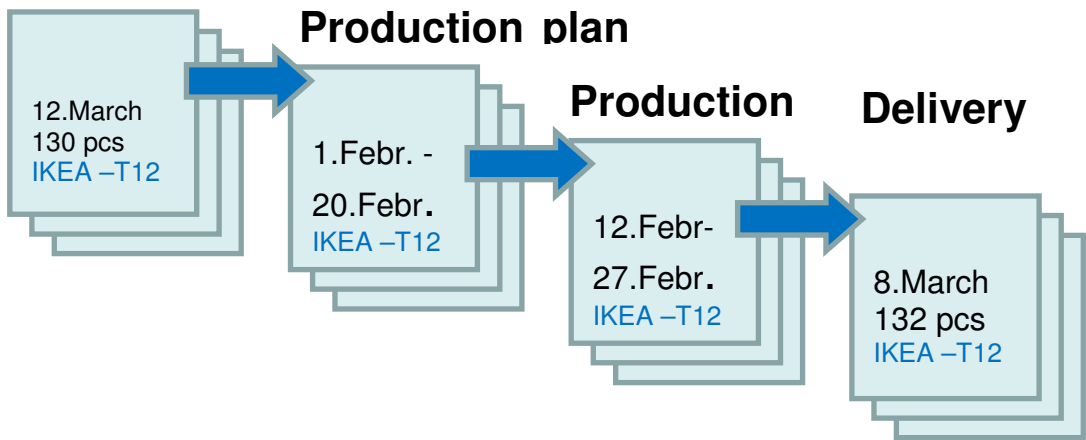 Production plan
12.March
130 pcs
IKEA –T12
1.Febr. -
20.Febr.
IKEA –T12
Production
12.Febr-
27.Febr.
IKEA –T12
Delivery
8.March
132 pcs
IKEA –T12